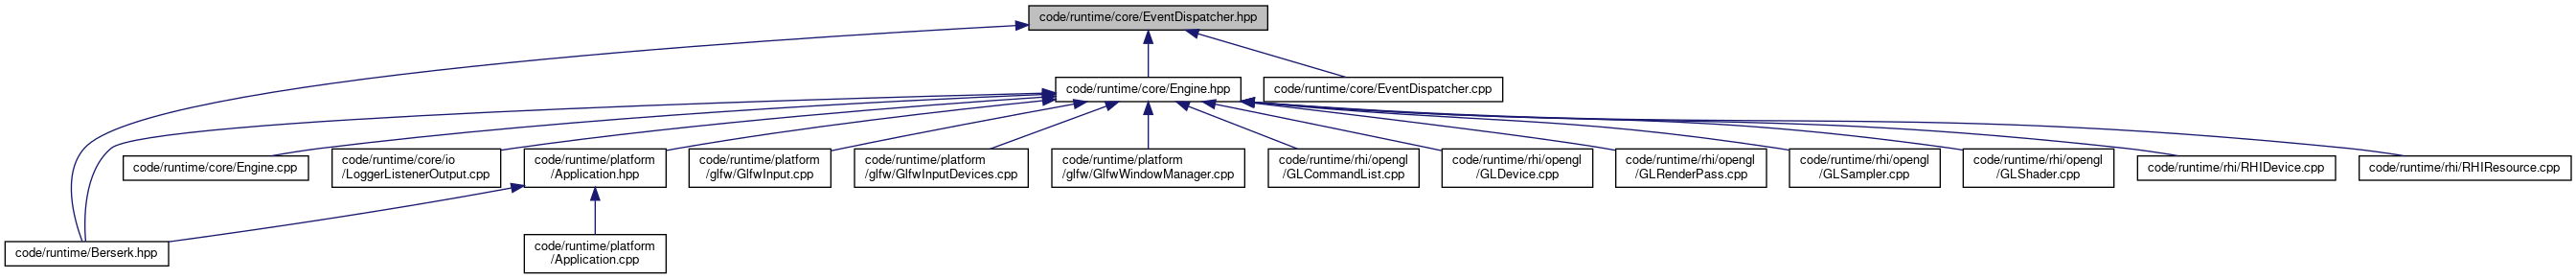 code/runtime/core/EventDispatcher.hpp
code/runtime/core/Engine.hpp
code/runtime/core/EventDispatcher.cpp
code/runtime/core/Engine.cpp
code/runtime/core/io
/LoggerListenerOutput.cpp
code/runtime/platform
/Application.hpp
code/runtime/platform
/glfw/GlfwInput.cpp
code/runtime/platform
/glfw/GlfwInputDevices.cpp
code/runtime/platform
/glfw/GlfwWindowManager.cpp
code/runtime/rhi/opengl
/GLCommandList.cpp
code/runtime/rhi/opengl
/GLDevice.cpp
code/runtime/rhi/opengl
/GLRenderPass.cpp
code/runtime/rhi/opengl
/GLSampler.cpp
code/runtime/rhi/opengl
/GLShader.cpp
code/runtime/rhi/RHIDevice.cpp
code/runtime/rhi/RHIResource.cpp
code/runtime/Berserk.hpp
code/runtime/platform
/Application.cpp